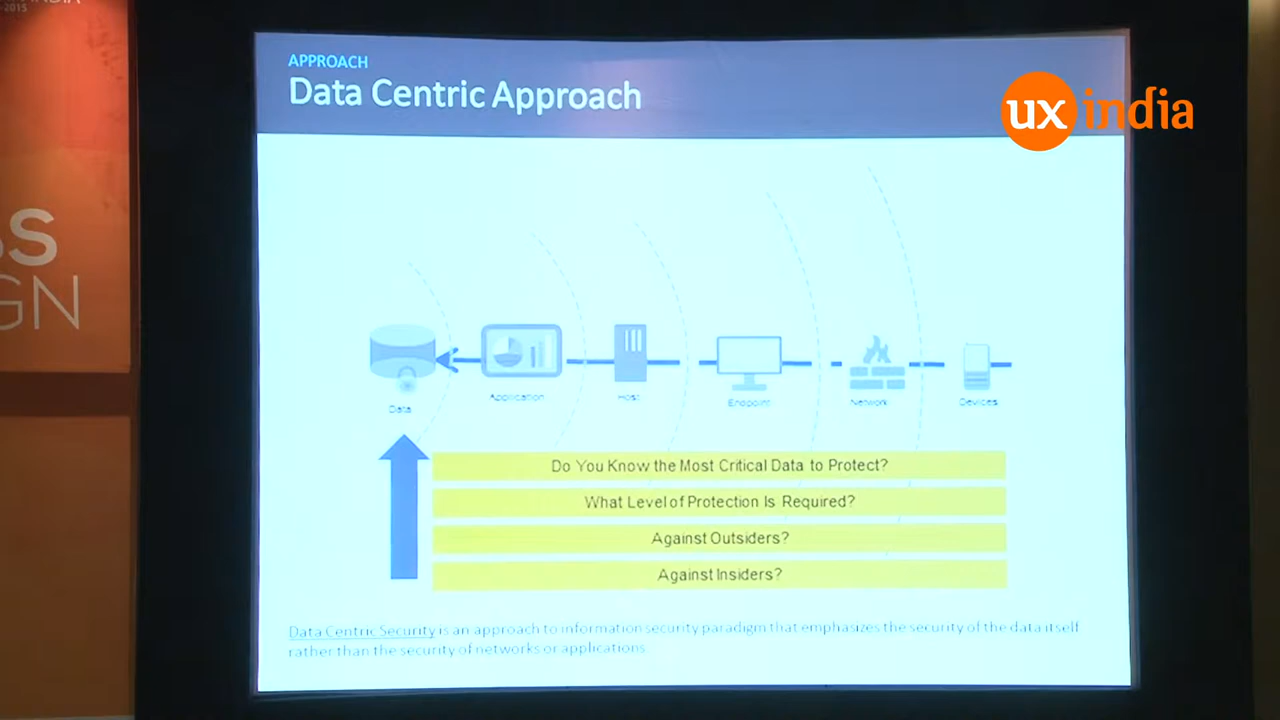 -2015
SS
GN
APPROACH
Data Centric Approach
ux india
Data
Application
Host
Endpoint
Network
Devices
Do You Know the Most Critical Data to Protect?
What Level of Protection Is Required?
Against Outsiders?
Against Insiders?
Data Centric Security is an approach to information security paradigm that emphasizes the security of the data itself
rather than the security of networks or applications